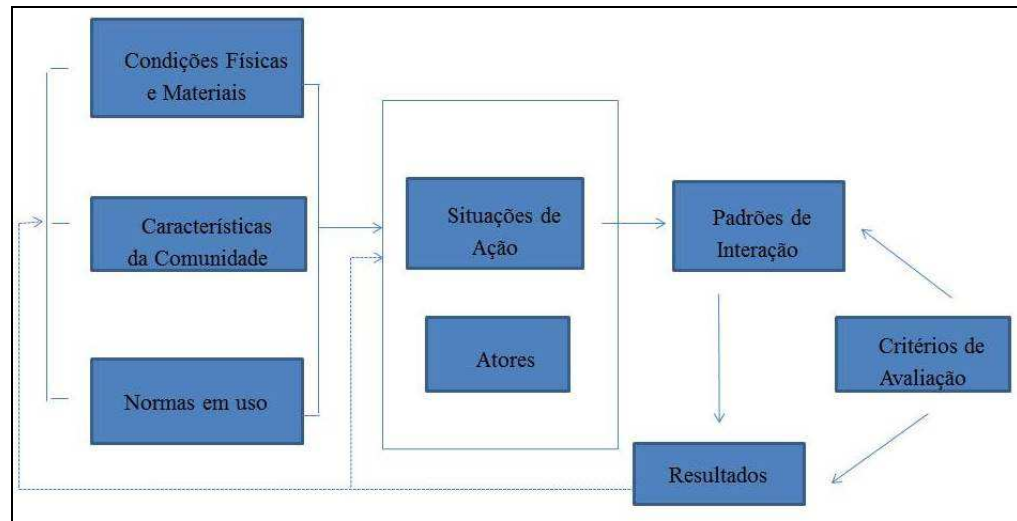 Condições Físicas
e Materiais
Características
da Comunidade
Normas em uso
Situações de
Ação
Atores
Padrões de
Interação
Resultados
Critérios de
Avaliação